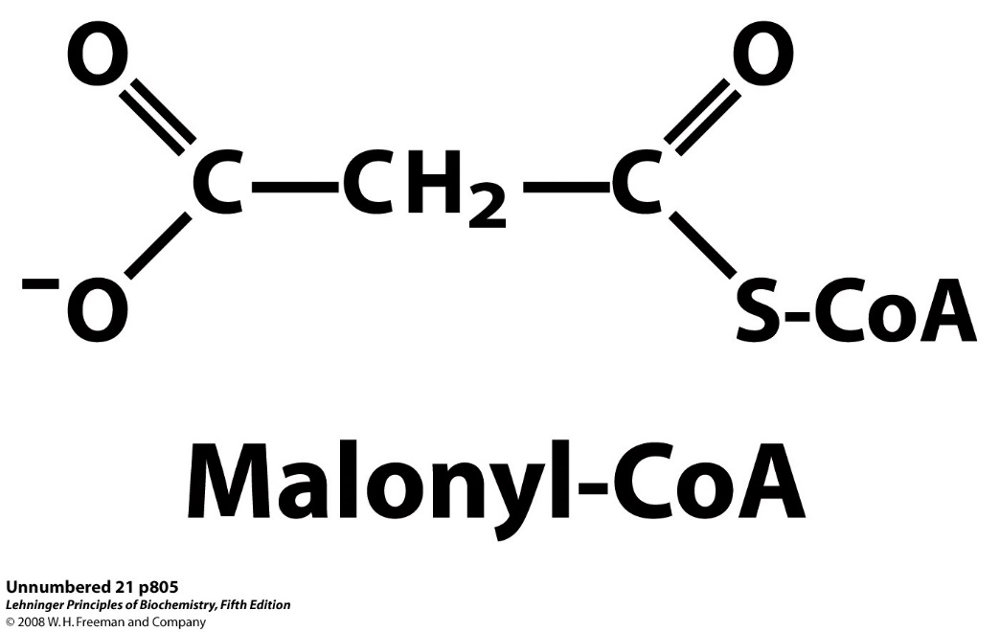 O O
C CH₂ C
⁻O S-CoA
Malonyl-CoA
Unnumbered 21 p805
Lehninger Principles of Biochemistry, Fifth Edition
© 2008 W. H. Freeman and Company